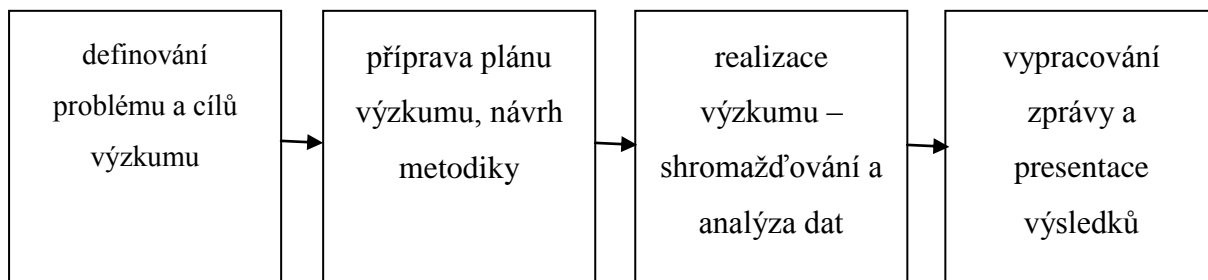 definování
problému a cílů
výzkumu
příprava plánu
výzkumu, návrh
metodiky
realizace
výzkumu –
shromažďování a
analýza dat
vypracování
zprávy a
presentace
výsledků